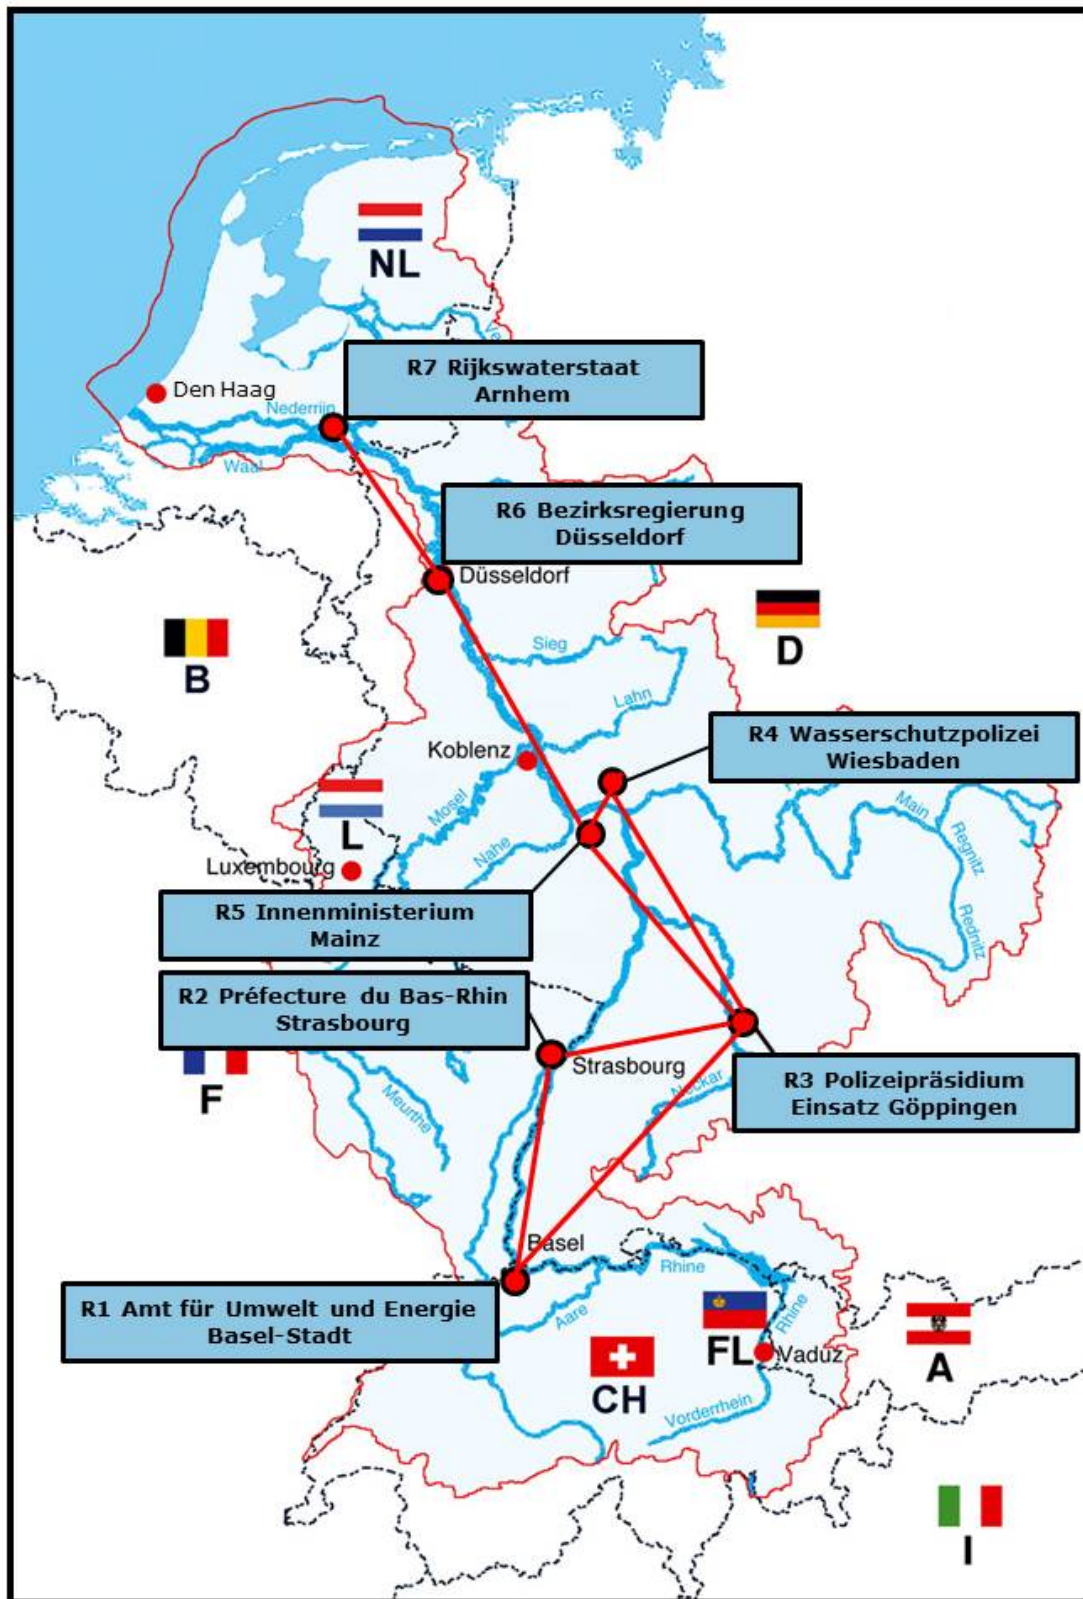 NL
R7 Rijkswaterstaat
Arnhem
Den Haag
Nederrijn
Waal
R6 Bezirksregierung
Düsseldorf
Düsseldorf
B
D
Sieg
Lahn
R4 Wasserschutzpolizei
Wiesbaden
Koblenz
Mosel
Nahe
Main
Regnitz
Rednitz
L
Luxembourg
R5 Innenministerium
Mainz
R2 Préfecture du Bas-Rhin
Strasbourg
Strasbourg
F
Meurthe
Neckar
R3 Polizeipräsidium
Einsatz Göppingen
Basel
Rhine
R1 Amt für Umwelt und Energie
Basel-Stadt
Aare
Rhine
FL
Vaduz
A
CH
Vorderrhein
I